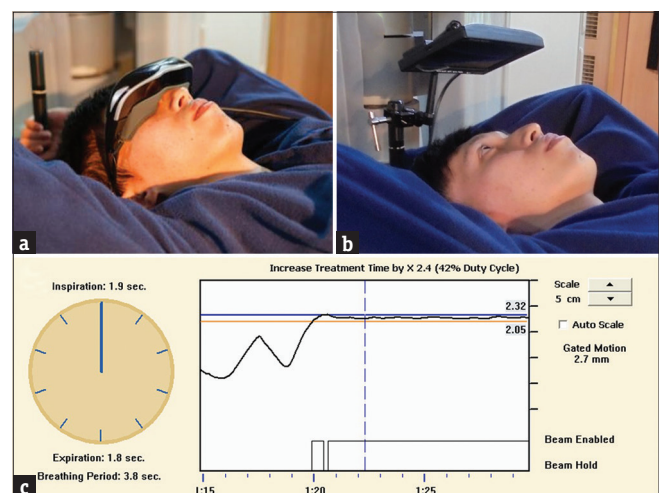 a
b
Increase Treatment Time by X 2.4 (42% Duty Cycle)
Inspiration: 1.9 sec.
Scale
5 cm
2.32
Auto Scale
2.05
Gated Motion
2.7 mm
Beam Enabled
Expiration: 1.8 sec.
Beam Hold
Breathing Period: 3.8 sec.
c
1:15
1:20
1:25